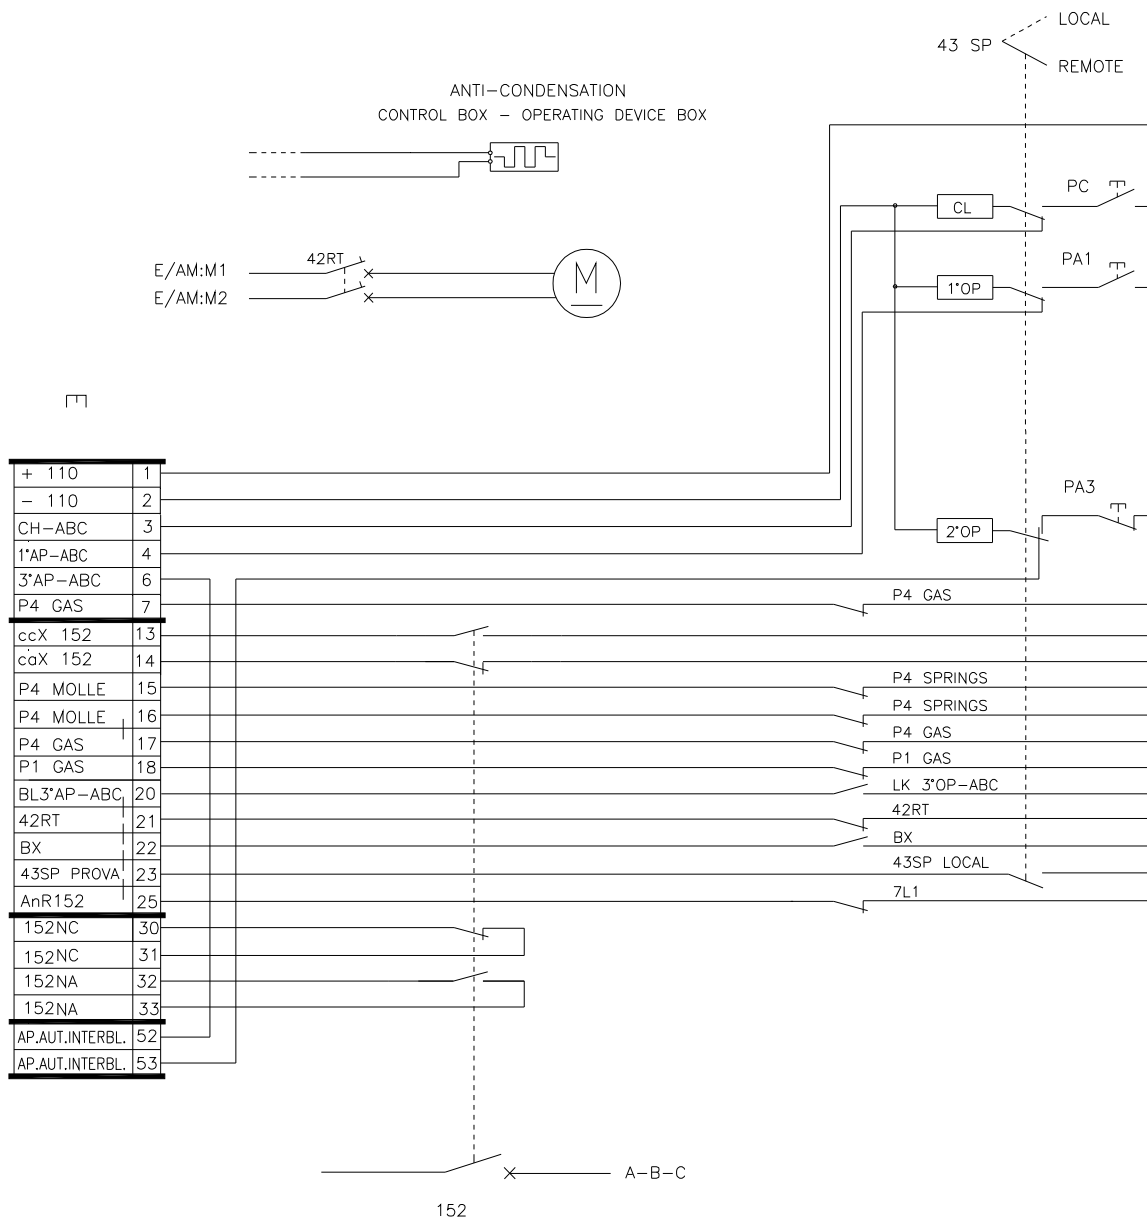 LOCAL
43 SP
REMOTE
ANTI-CONDENSATION
CONTROL BOX - OPERATING DEVICE BOX
PC
CL
PA1
1°OP
E/AM:M1
42RT
M
E/AM:M2
PA3
2°OP
+ 110 1
- 110 2
CH-ABC 3
1°AP-ABC 4
3°AP-ABC 6
P4 GAS 7 P4 GAS
ccX 152 13
caX 152 14
P4 MOLLE 15 P4 SPRINGS
P4 MOLLE 16 P4 SPRINGS
P4 GAS 17 P4 GAS
P1 GAS 18 P1 GAS
BL3°AP-ABC 20 LK 3°OP-ABC
42RT 21 42RT
BX 22 BX
43SP PROVA 23 43SP LOCAL
AnR152 25 7L1
152NC 30
152NC 31
152NA 32
152NA 33
AP.AUT.INTERBL. 52
AP.AUT.INTERBL. 53
A-B-C
152